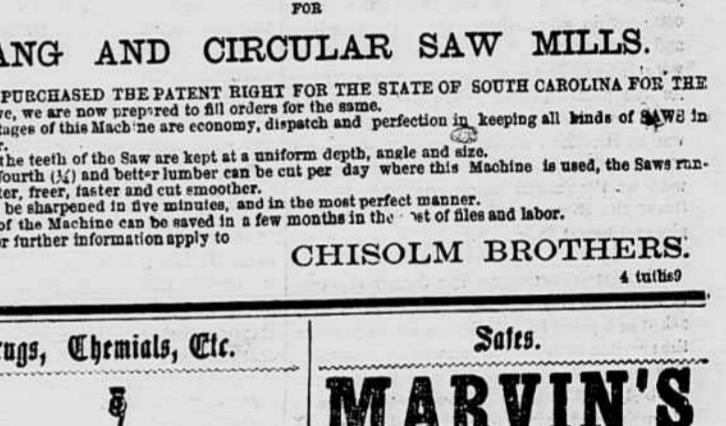 FOR
ANG AND CIRCULAR SAW MILLS.
PURCHASED THE PATENT RIGHT FOR THE STATE OF SOUTH CAROLINA FOR THE
ve, we are now prepared to fill orders for the same.
tages of this Machine are economy, dispatch and perfection in keeping all kinds of SAWS in
r.
the teeth of the Saw are kept at a uniform depth, angle and size.
fourth (¼) and better lumber can be cut per day where this Machine is used, the Saws run-
ter, freer, faster and cut smoother.
be sharpened in five minutes, and in the most perfect manner.
of the Machine can be saved in a few months in the st of files and labor.
r further information apply to
CHISOLM BROTHERS.
4 tuths9
ugs, Chemials, Etc.
Safes.
MARVIN'S